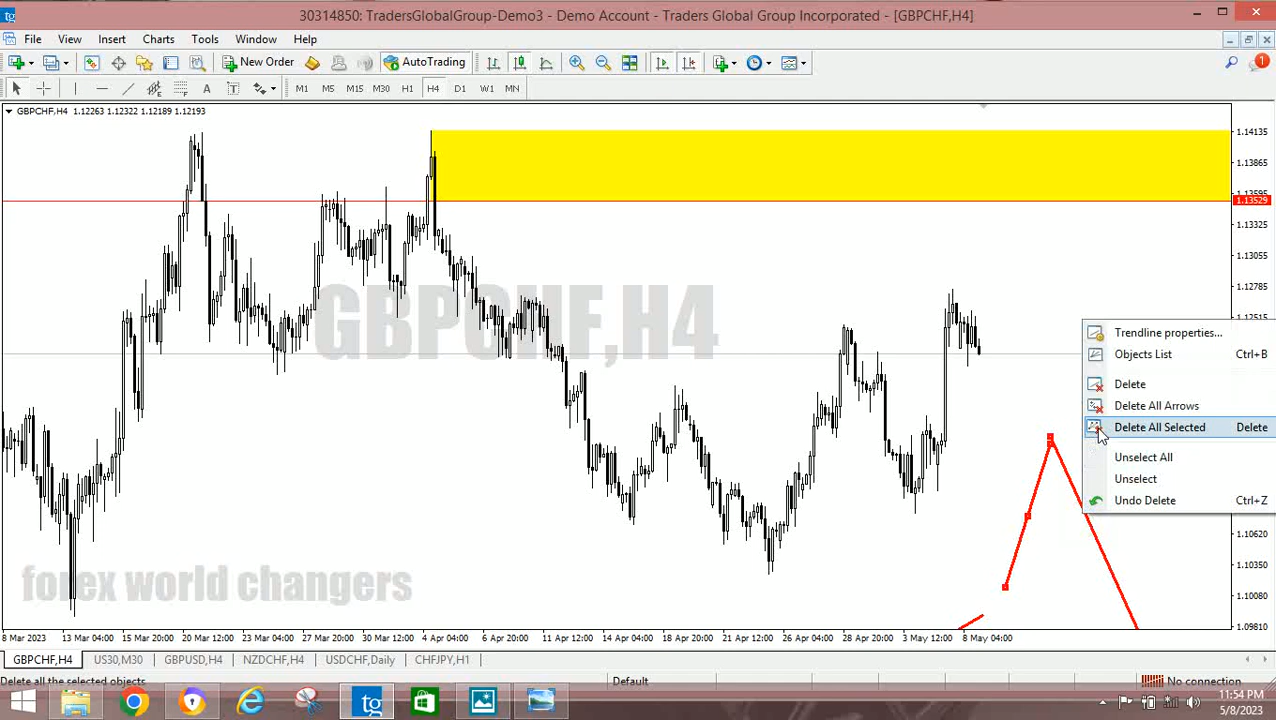 30314850: TradersGlobalGroup-Demo3 - Demo Account - Traders Global Group Incorporated - [GBPCHF,H4]
File View Insert Charts Tools Window Help
New Order AutoTrading 1
A T M1 M5 M15 M30 H1 H4 D1 W1 MN
GBPCHF,H4 1.12263 1.12322 1.12189 1.12193
1.14135
1.13865
1.13595
1.13529
1.13325
1.13055
1.12785
1.12515
GBPCHF,H4
Trendline properties...
Objects List Ctrl+B
Delete
Delete All Arrows
Delete All Selected Delete
Unselect All
Unselect
Undo Delete Ctrl+Z
1.10620
1.10350
1.10080
1.09810
forex world changers
8 Mar 2023 13 Mar 04:00 15 Mar 20:00 20 Mar 12:00 23 Mar 04:00 27 Mar 20:00 30 Mar 12:00 4 Apr 04:00 6 Apr 20:00 11 Apr 12:00 14 Apr 04:00 18 Apr 20:00 21 Apr 12:00 26 Apr 04:00 28 Apr 20:00 3 May 12:00 8 May 04:00
GBPCHF,H4 US30,M30 GBPUSD,H4 NZDCHF,H4 USDCHF,Daily CHFJPY,H1
Delete all the selected objects Default No connection
tg
11:54 PM
5/8/2023